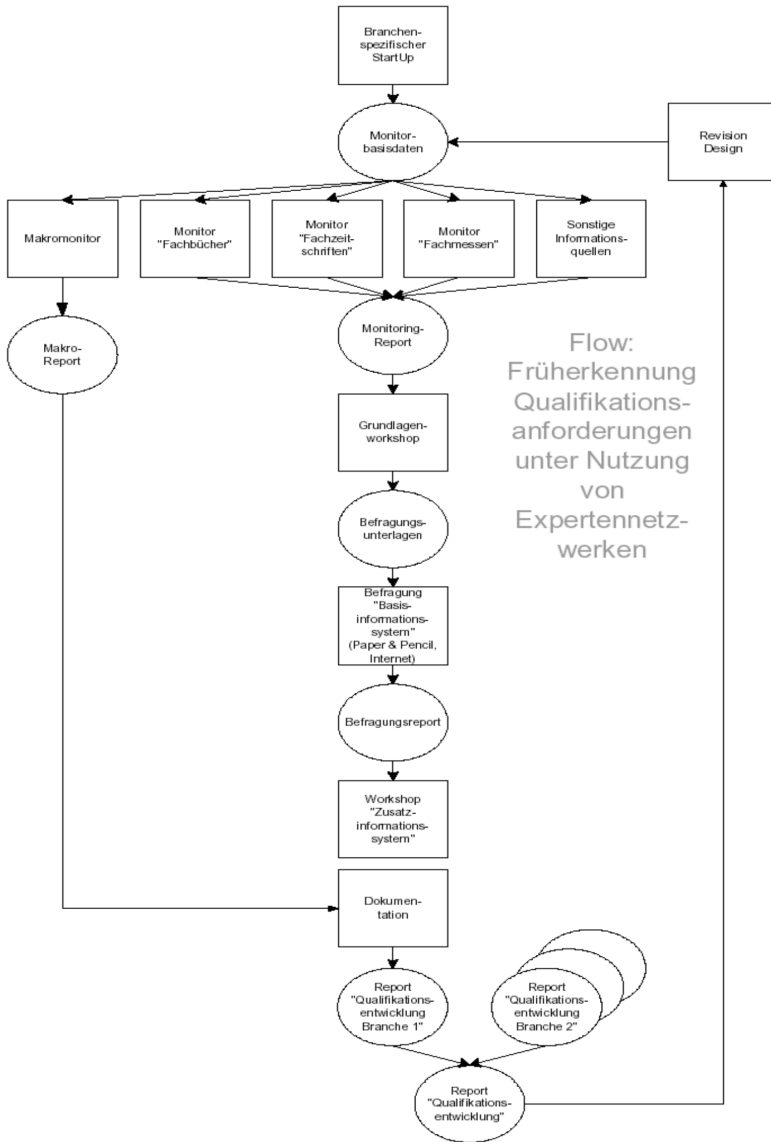 Branchen-
spezifischer
StartUp
Monitor-
basisdaten
Revision
Design
Makromonitor
Monitor
"Fachbücher"
Monitor
"Fachzeit-
schriften"
Monitor
"Fachmessen"
Sonstige
Informations-
quellen
Makro-
Report
Monitoring-
Report
Flow:
Früherkennung
Qualifikations-
anforderungen
unter Nutzung
von
Expertennetz-
werken
Grundlagen-
workshop
Befragungs-
unterlagen
Befragung
"Basis-
informations-
system"
(Paper & Pencil,
Internet)
Befragungsreport
Workshop
"Zusatz-
informations-
system"
Dokumen-
tation
Report
"Qualifikations-
entwicklung
Branche 1"
Report
"Qualifikations-
entwicklung
Branche 2"
Report
"Qualifikations-
entwicklung"